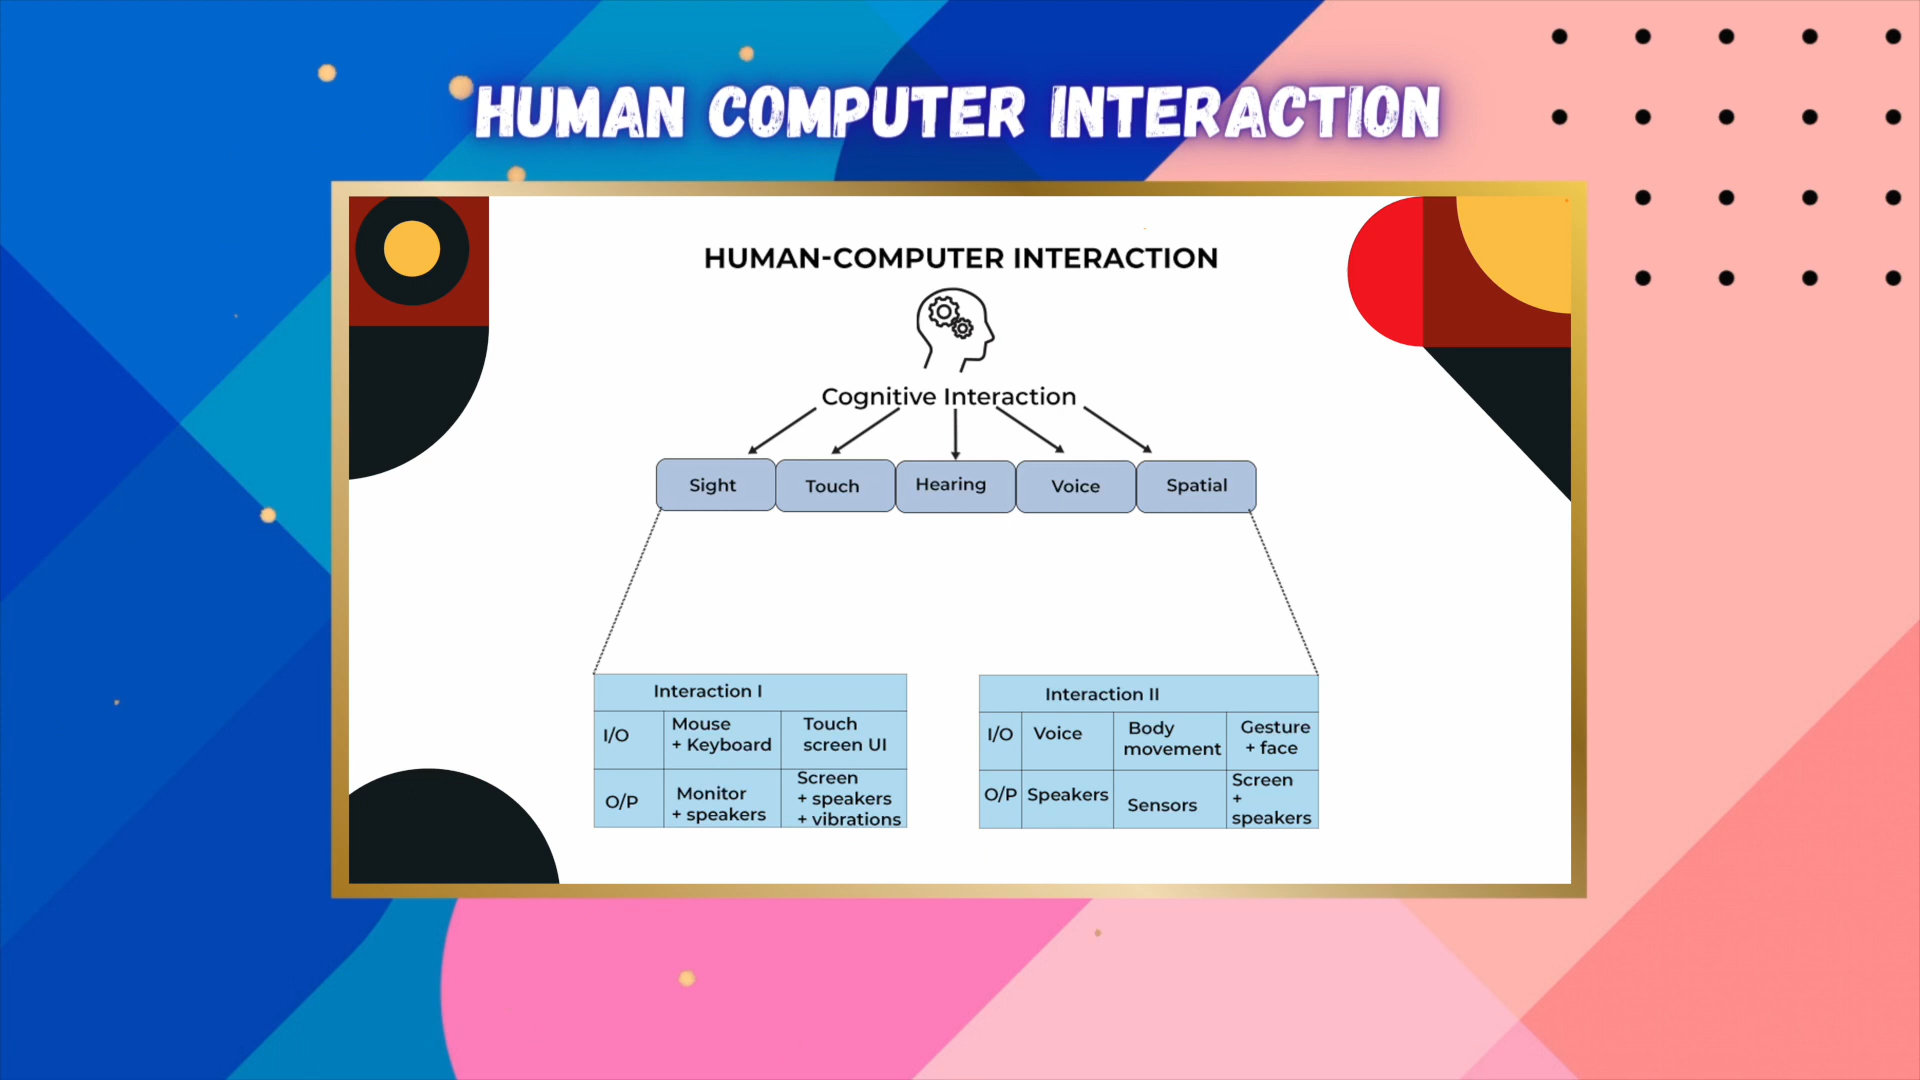 HUMAN COMPUTER INTERACTION
HUMAN-COMPUTER INTERACTION
Cognitive Interaction
Sight
Touch
Hearing
Voice
Spatial
Interaction I
I/O
Mouse
+ Keyboard
Touch
screen UI
O/P
Monitor
+ speakers
Screen
+ speakers
+ vibrations
Interaction II
I/O
Voice
Body
movement
Gesture
+ face
O/P
Speakers
Sensors
Screen
+
speakers